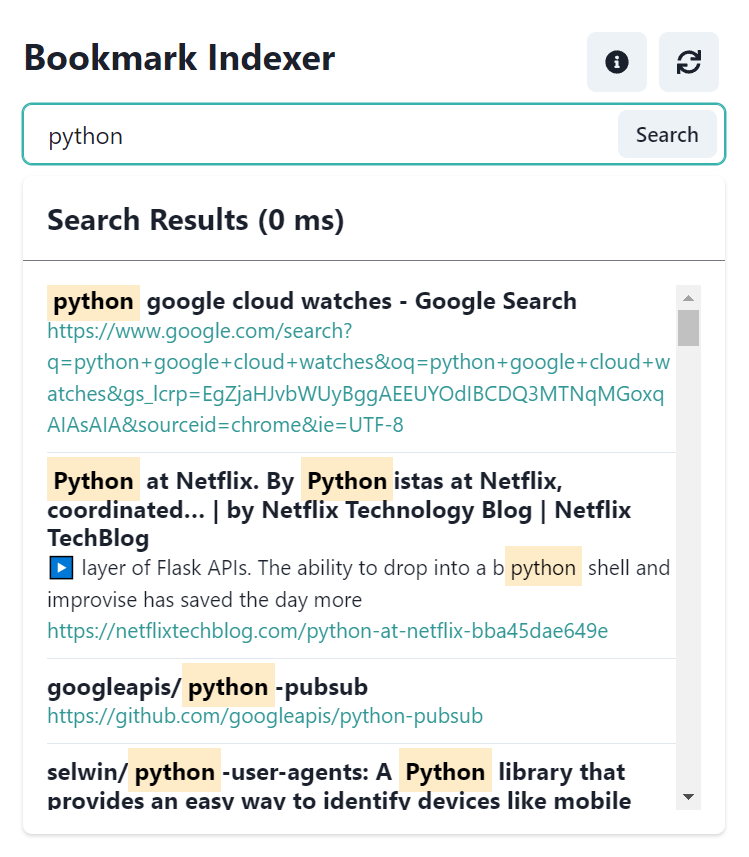 Bookmark Indexer
python
Search
Search Results (0 ms)
python google cloud watches - Google Search
https://www.google.com/search?
q=python+google+cloud+watches&oq=python+google+cloud+w
atches&gs_lcrp=EgZjaHJvbWUyBggAEEUYOdIBCDQ3MTNqMGoxq
AIAsAIA&sourceid=chrome&ie=UTF-8
Python at Netflix. By Pythonistas at Netflix,
coordinated… | by Netflix Technology Blog | Netflix
TechBlog
layer of Flask APIs. The ability to drop into a bpython shell and
improvise has saved the day more
https://netflixtechblog.com/python-at-netflix-bba45dae649e
googleapis/python-pubsub
https://github.com/googleapis/python-pubsub
selwin/python-user-agents: A Python library that
provides an easy way to identify devices like mobile